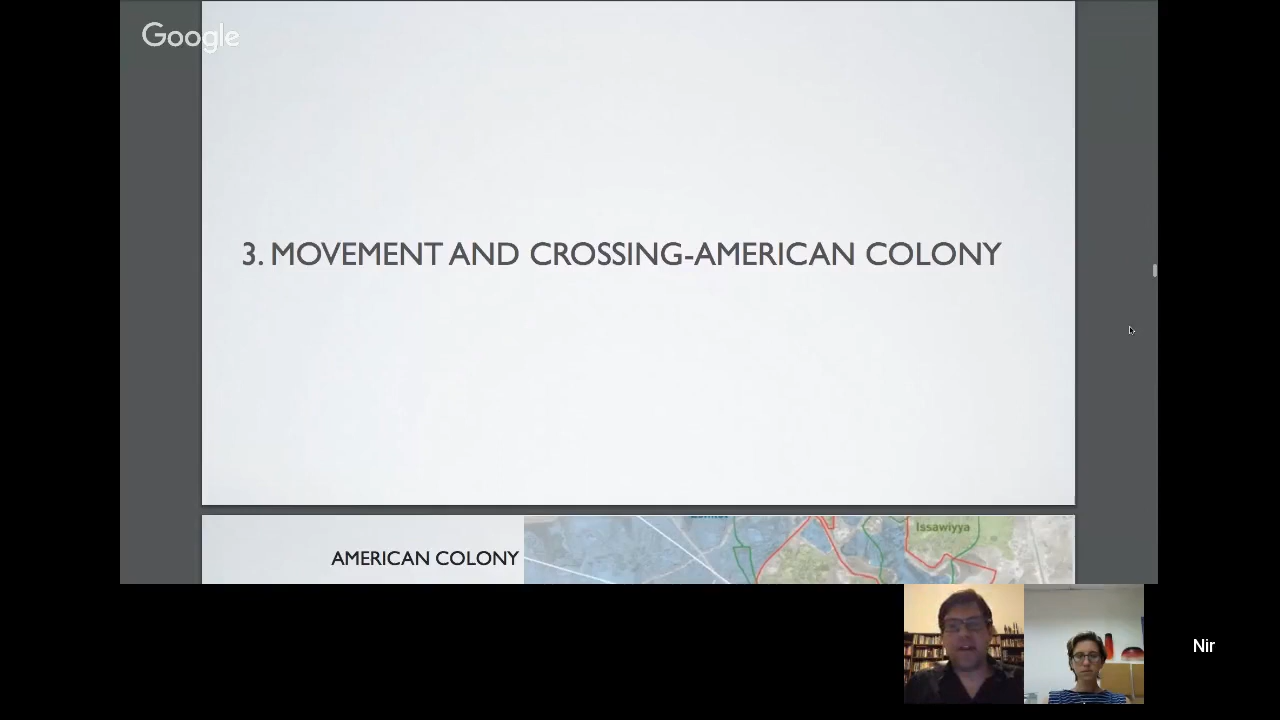 Google
3. MOVEMENT AND CROSSING-AMERICAN COLONY
Issawiyya
AMERICAN COLONY
Nir